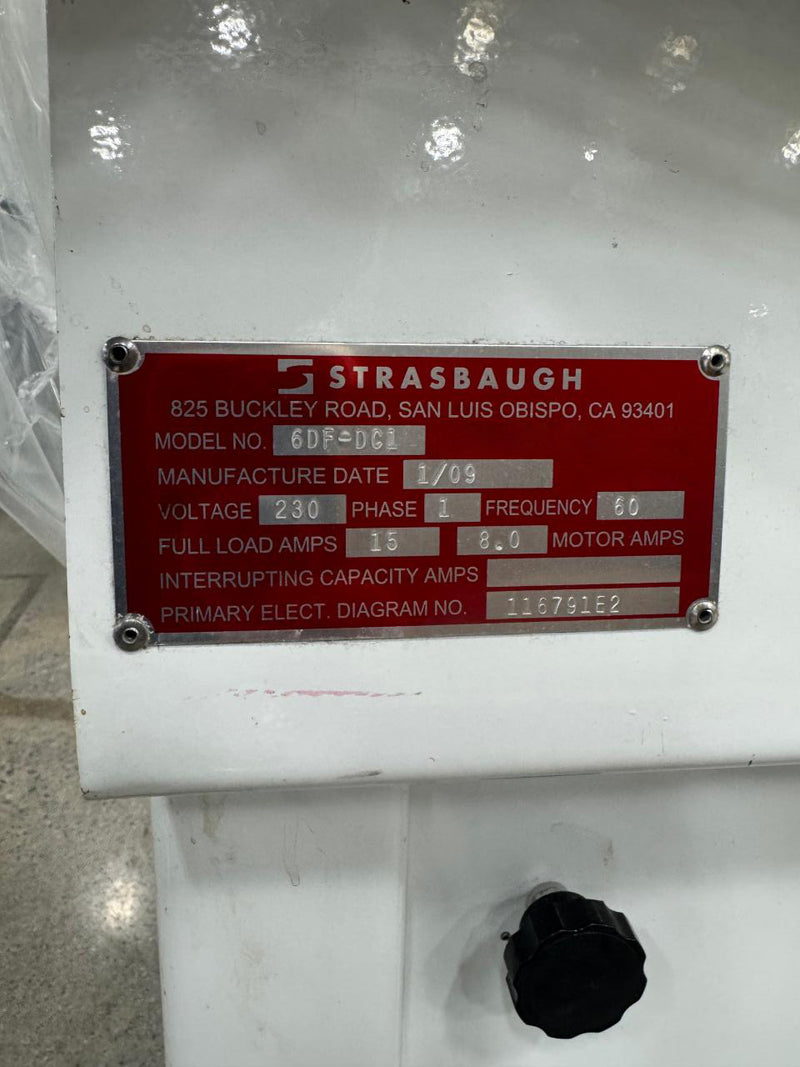 STRASBAUGH
825 BUCKLEY ROAD, SAN LUIS OBISPO, CA 93401
MODEL NO. 6DF-DC1
MANUFACTURE DATE 1/09
VOLTAGE 230 PHASE 1 FREQUENCY 60
FULL LOAD AMPS 15 8.0 MOTOR AMPS
INTERRUPTING CAPACITY AMPS
PRIMARY ELECT. DIAGRAM NO. 116791E2